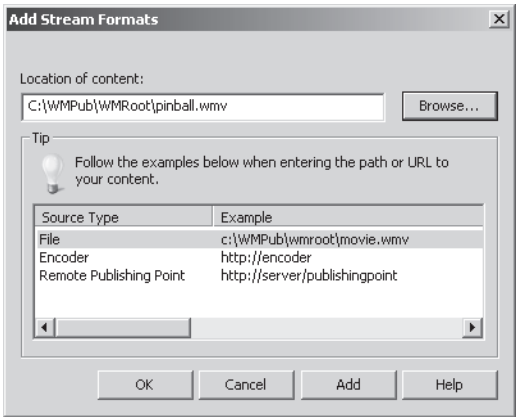 Add Stream Formats
Location of content:
C:\WMPub\WMRoot\pinball.wmv
Browse...
Tip
Follow the examples below when entering the path or URL to
your content.
Source Type Example
File c:\WMPub\wmroot\movie.wmv
Encoder http://encoder
Remote Publishing Point http://server/publishingpoint
OK Cancel Add Help